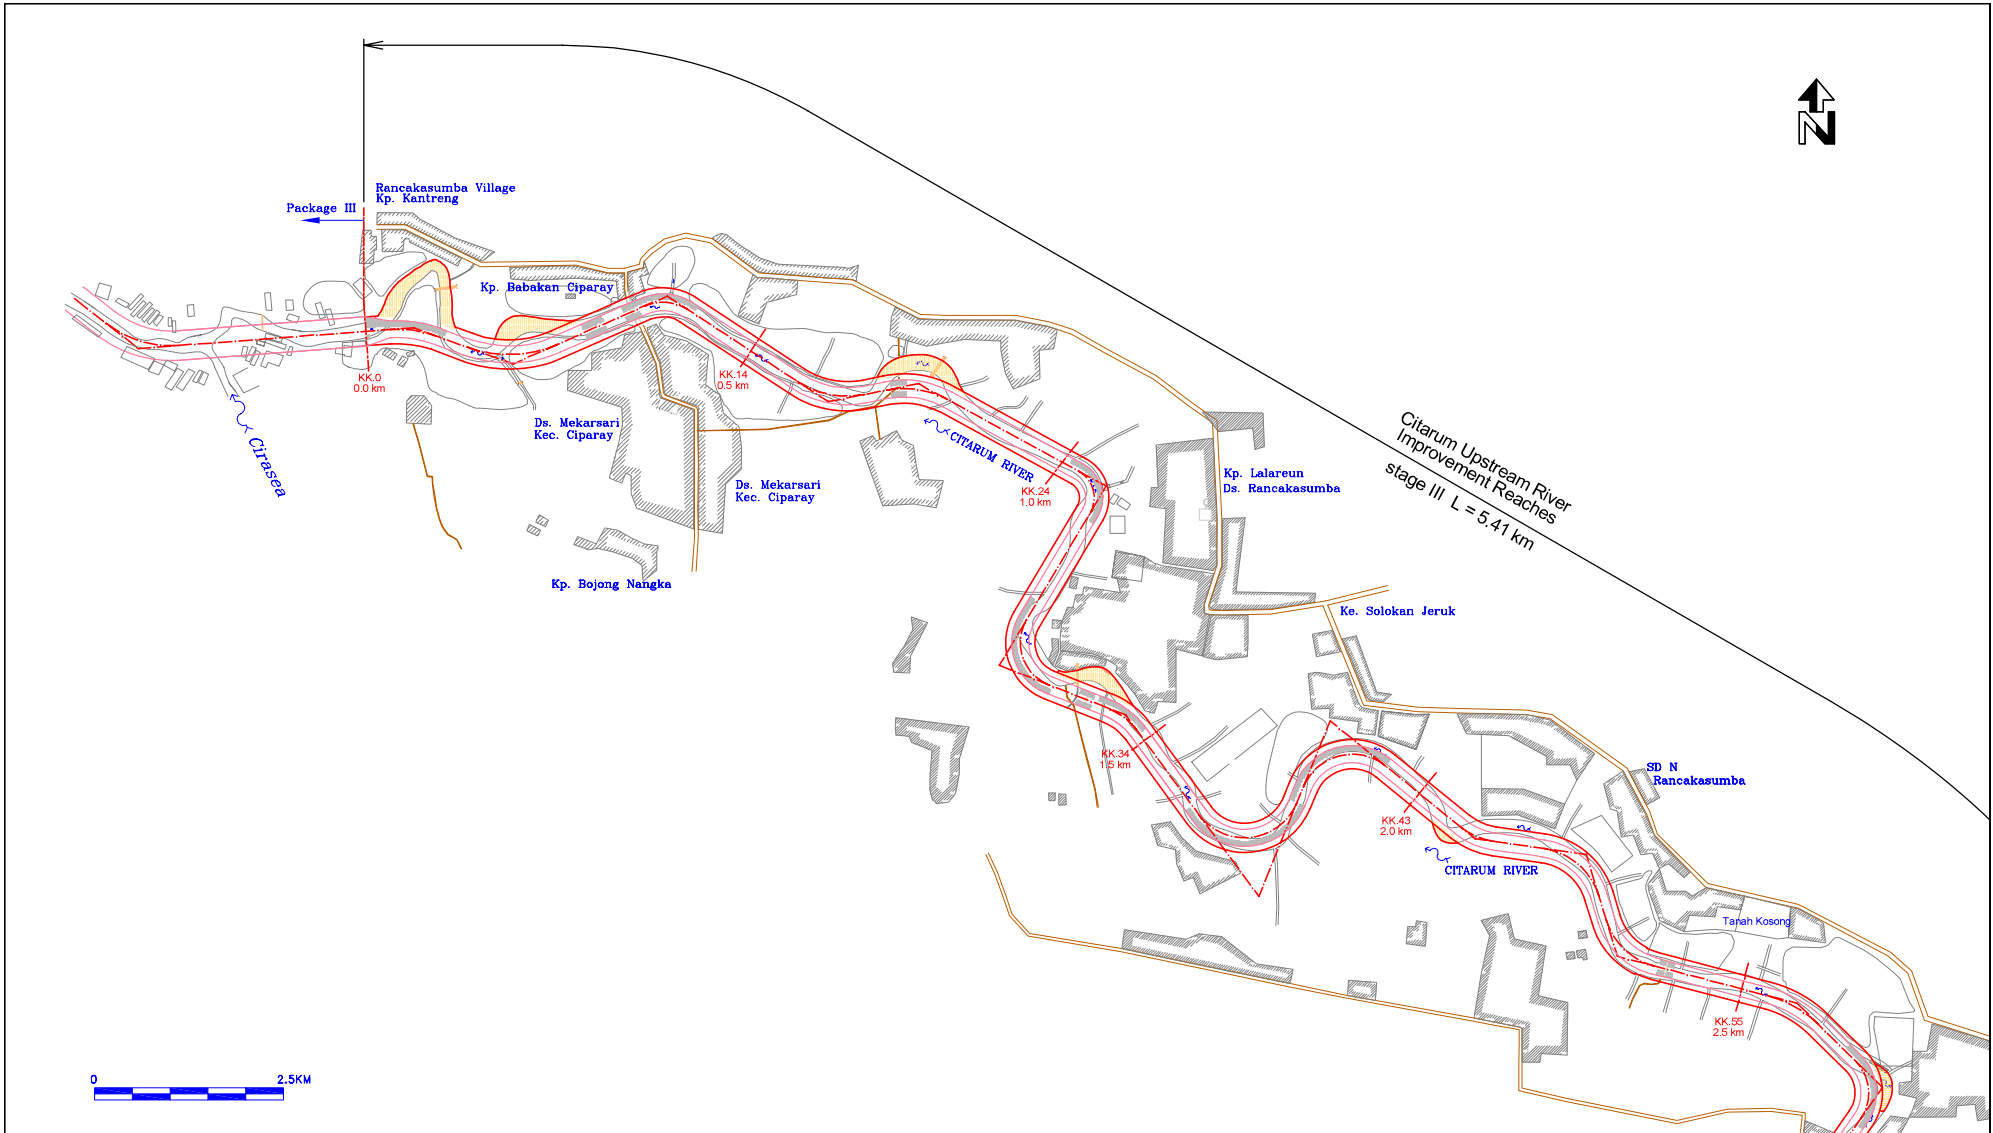 N
Rancakasumba Village
Kp. Kantreng
Package III
Kp. Babakan Ciparay
KK.0
0.0 km
KK.14
0.5 km
Cirasea
Ds. Mekarsari
Kec. Ciparay
CITARUM RIVER
Ds. Mekarsari
Kec. Ciparay
KK.24
1.0 km
Kp. Lalareun
Ds. Rancakasumba
Citarum Upstream River
Improvement Reaches
stage III L = 5.41 km
Kp. Bojong Nangka
Ke. Solokan Jeruk
KK.34
1.5 km
SD N
Rancakasumba
KK.43
2.0 km
CITARUM RIVER
Tanah Kosong
KK.55
2.5 km
0 2.5KM